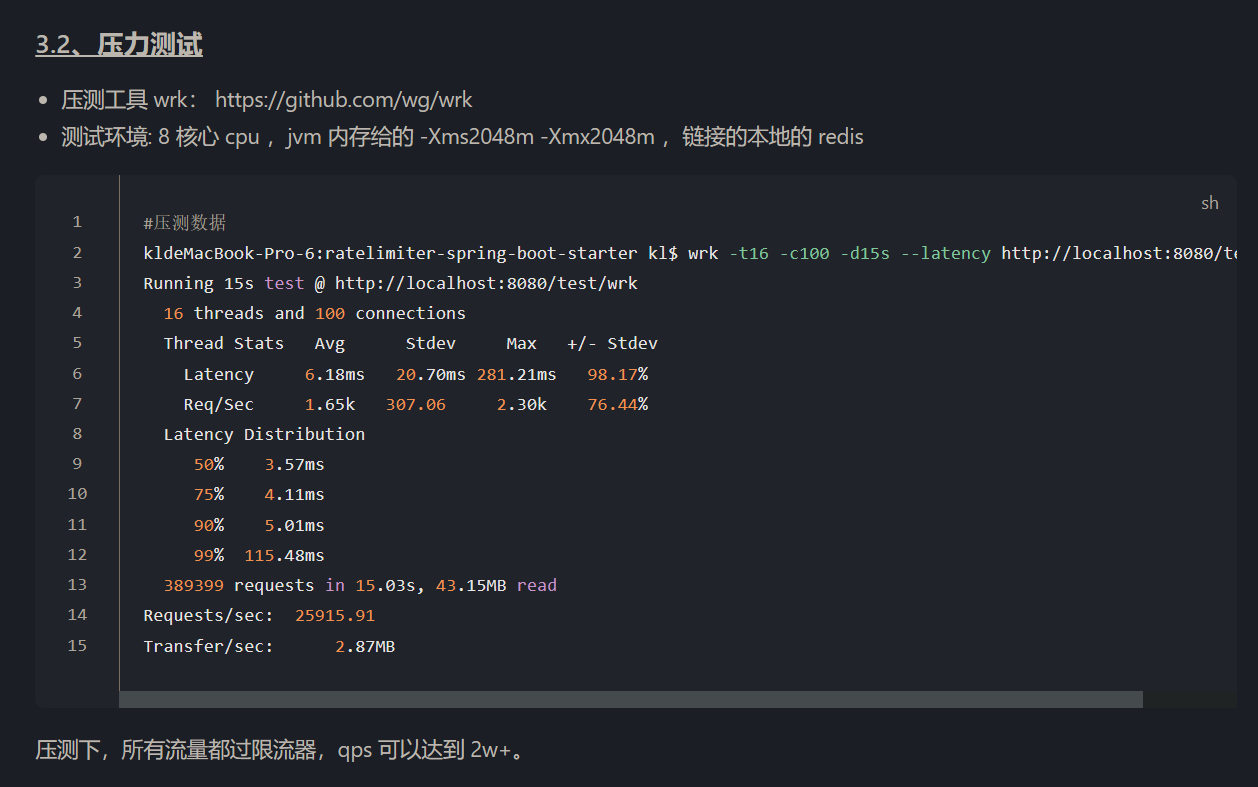 3.2、压力测试
压测工具 wrk： https://github.com/wg/wrk
测试环境: 8 核心 cpu ，jvm 内存给的 -Xms2048m -Xmx2048m ，链接的本地的 redis
sh
1 #压测数据
2 kldeMacBook-Pro-6:ratelimiter-spring-boot-starter kl$ wrk -t16 -c100 -d15s --latency http://localhost:8080/te
3 Running 15s test @ http://localhost:8080/test/wrk
4 16 threads and 100 connections
5 Thread Stats Avg Stdev Max +/- Stdev
6 Latency 6.18ms 20.70ms 281.21ms 98.17%
7 Req/Sec 1.65k 307.06 2.30k 76.44%
8 Latency Distribution
9 50% 3.57ms
10 75% 4.11ms
11 90% 5.01ms
12 99% 115.48ms
13 389399 requests in 15.03s, 43.15MB read
14 Requests/sec: 25915.91
15 Transfer/sec: 2.87MB
压测下，所有流量都过限流器，qps 可以达到 2w+。